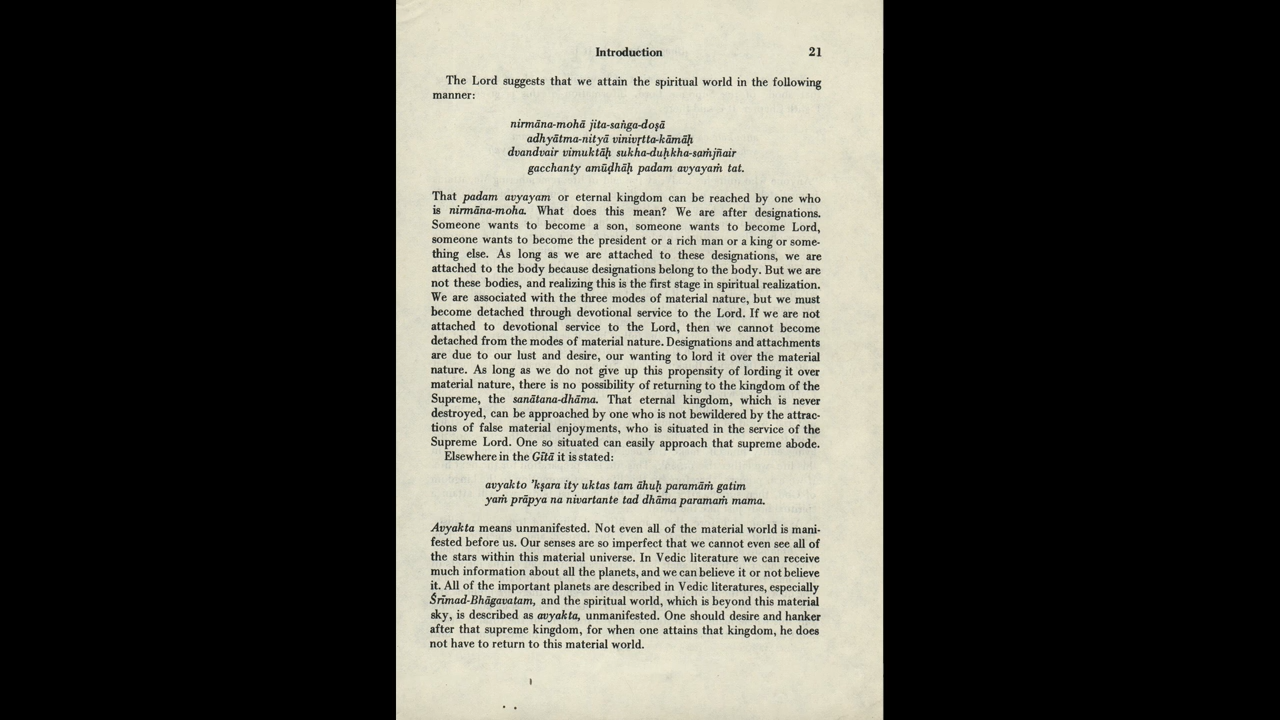 Introduction 21
The Lord suggests that we attain the spiritual world in the following
manner:
nirmāna-mohā jita-saṅga-doṣā
adhyātma-nityā vinivṛtta-kāmāḥ
dvandvair vimuktāḥ sukha-duḥkha-saṁjñair
gacchanty amūḍhāḥ padam avyayaṁ tat.
That padam avyayam or eternal kingdom can be reached by one who
is nirmāna-moha. What does this mean? We are after designations.
Someone wants to become a son, someone wants to become Lord,
someone wants to become the president or a rich man or a king or some-
thing else. As long as we are attached to these designations, we are
attached to the body because designations belong to the body. But we are
not these bodies, and realizing this is the first stage in spiritual realization.
We are associated with the three modes of material nature, but we must
become detached through devotional service to the Lord. If we are not
attached to devotional service to the Lord, then we cannot become
detached from the modes of material nature. Designations and attachments
are due to our lust and desire, our wanting to lord it over the material
nature. As long as we do not give up this propensity of lording it over
material nature, there is no possibility of returning to the kingdom of the
Supreme, the sanātana-dhāma. That eternal kingdom, which is never
destroyed, can be approached by one who is not bewildered by the attrac-
tions of false material enjoyments, who is situated in the service of the
Supreme Lord. One so situated can easily approach that supreme abode.
Elsewhere in the Gītā it is stated:
avyakto 'kṣara ity uktas tam āhuḥ paramāṁ gatim
yaṁ prāpya na nivartante tad dhāma paramaṁ mama.
Avyakta means unmanifested. Not even all of the material world is mani-
fested before us. Our senses are so imperfect that we cannot even see all of
the stars within this material universe. In Vedic literature we can receive
much information about all the planets, and we can believe it or not believe
it. All of the important planets are described in Vedic literatures, especially
Śrīmad-Bhāgavatam, and the spiritual world, which is beyond this material
sky, is described as avyakta, unmanifested. One should desire and hanker
after that supreme kingdom, for when one attains that kingdom, he does
not have to return to this material world.